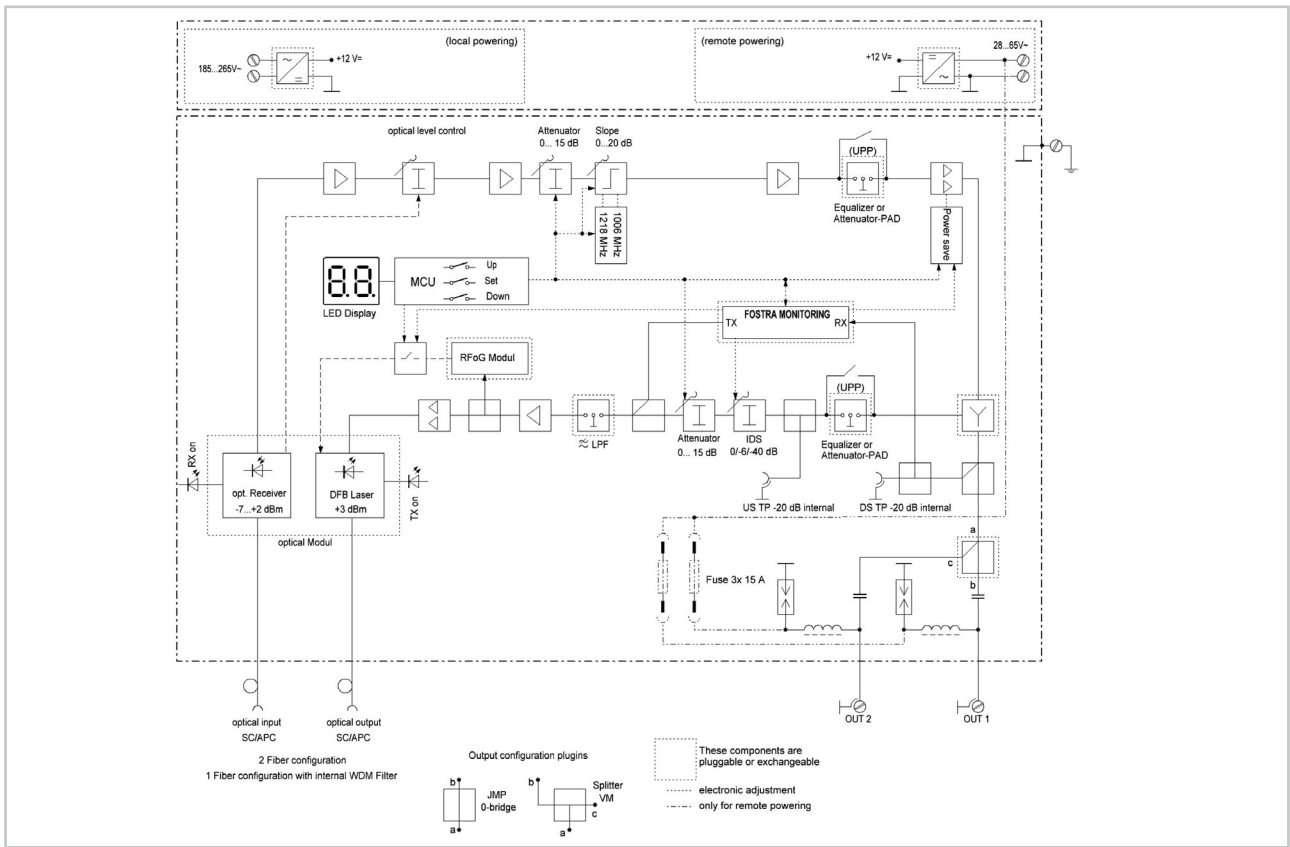 (local powering)
185...265V~
+12 V=
(remote powering)
+12 V=
28...65V~
optical level control
Attenuator
0... 15 dB
Slope
0...20 dB
(UPP)
Equalizer or
Attenuator-PAD
1218 MHz
1006 MHz
Power save
8.8.
LED Display
MCU
Up
Set
Down
FOSTRA MONITORING
TX
RX
RFoG Modul
(UPP)
≈ LPF
Attenuator
0... 15 dB
IDS
0/-6/-40 dB
Equalizer or
Attenuator-PAD
RX on
opt. Receiver
-7...+2 dBm
DFB Laser
+3 dBm
TX on
optical Modul
US TP -20 dB internal
DS TP -20 dB internal
a
c
b
Fuse 3x 15 A
OUT 2
OUT 1
optical input
SC/APC
optical output
SC/APC
2 Fiber configuration
1 Fiber configuration with internal WDM Filter
Output configuration plugins
b
JMP
0-bridge
a
b
Splitter
VM
c
a
These components are
pluggable or exchangeable
electronic adjustment
only for remote powering